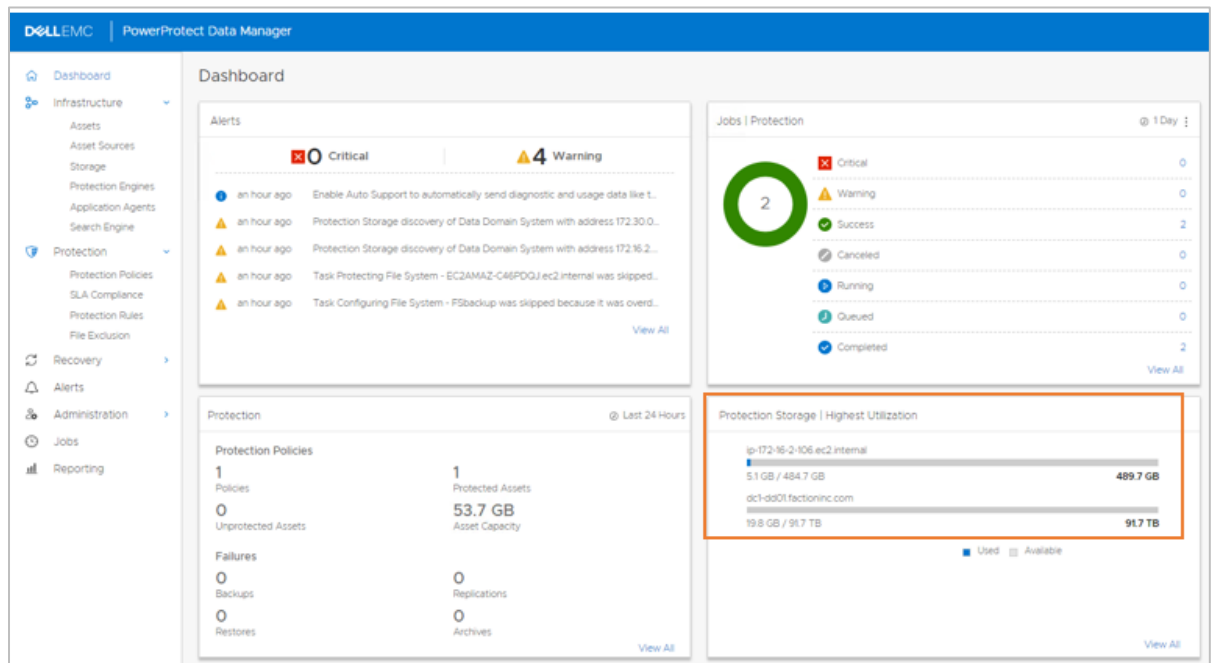 DELLEMC | PowerProtect Data Manager
Dashboard
Infrastructure
Assets
Asset Sources
Storage
Protection Engines
Application Agents
Search Engine
Protection
Protection Policies
SLA Compliance
Protection Rules
File Exclusion
Recovery
Alerts
Administration
Jobs
Reporting
Dashboard
Alerts
0 Critical
4 Warning
an hour ago Enable Auto Support to automatically send diagnostic and usage data like t...
an hour ago Protection Storage discovery of Data Domain System with address 172.30.0...
an hour ago Protection Storage discovery of Data Domain System with address 172.16.2...
an hour ago Task Protecting File System - EC2AMAZ-C46PDQJ.ec2.internal was skipped...
an hour ago Task Configuring File System - FSbackup was skipped because it was overd...
View All
Jobs | Protection
1 Day
2
Critical 0
Warning 0
Success 2
Canceled 0
Running 0
Queued 0
Completed 2
View All
Protection
Last 24 Hours
Protection Policies
1
Policies
1
Protected Assets
0
Unprotected Assets
53.7 GB
Asset Capacity
Failures
0
Backups
0
Replications
0
Restores
0
Archives
View All
Protection Storage | Highest Utilization
ip-172-16-2-106.ec2.internal
5.1 GB / 484.7 GB 489.7 GB
dc1-dd01.factioninc.com
19.8 GB / 91.7 TB 91.7 TB
Used Available
View All